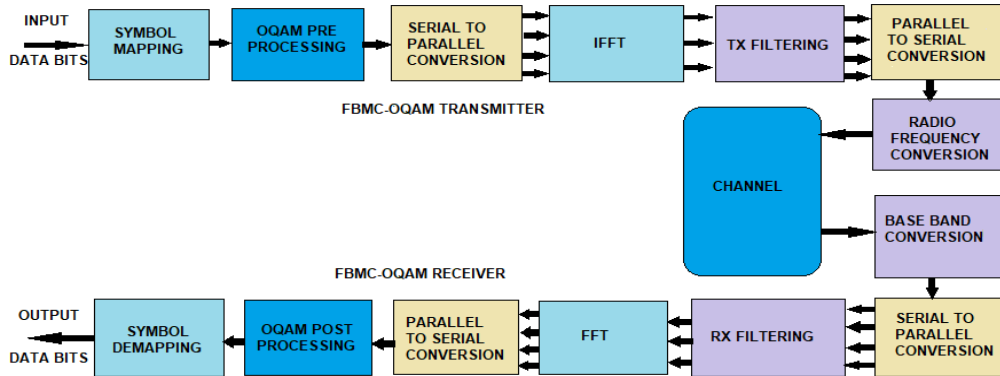 INPUT
DATA BITS
SYMBOL
MAPPING
OQAM PRE
PROCESSING
SERIAL TO
PARALLEL
CONVERSION
IFFT
TX FILTERING
PARALLEL
TO SERIAL
CONVERSION
FBMC-OQAM TRANSMITTER
RADIO
FREQUENCY
CONVERSION
CHANNEL
BASE BAND
CONVERSION
FBMC-OQAM RECEIVER
OUTPUT
DATA BITS
SYMBOL
DEMAPPING
OQAM POST
PROCESSING
PARALLEL
TO SERIAL
CONVERSION
FFT
RX FILTERING
SERIAL TO
PARALLEL
CONVERSION